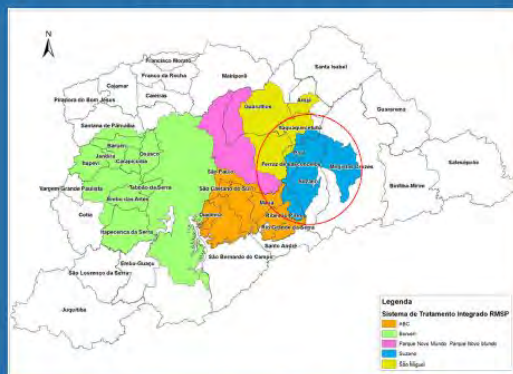 N
Francisco Morato
Franco da Rocha
Mairiporã
Santa Isabel
Cajamar
Caieiras
Pirapora do Bom Jesus
Guarulhos
Arujá
Guararema
Santana de Parnaíba
Itaquaquecetuba
Barueri
Osasco
Jandira
Carapicuíba
Itapevi
Poá
Ferraz de Vasconcelos
Mogi das Cruzes
Salesópolis
São Paulo
Suzano
Biritiba-Mirim
Vargem Grande Paulista
Taboão da Serra
São Caetano do Sul
Embu das Artes
Mauá
Cotia
Diadema
Ribeirão Pires
Itapecerica da Serra
Rio Grande da Serra
Santo André
Embu-Guaçu
São Bernardo do Campo
São Lourenço da Serra
Juquitiba
Legenda
Sistema de Tratamento Integrado RMSP
ABC
Barueri
Parque Novo Mundo Parque Novo Mundo
Suzano
São Miguel